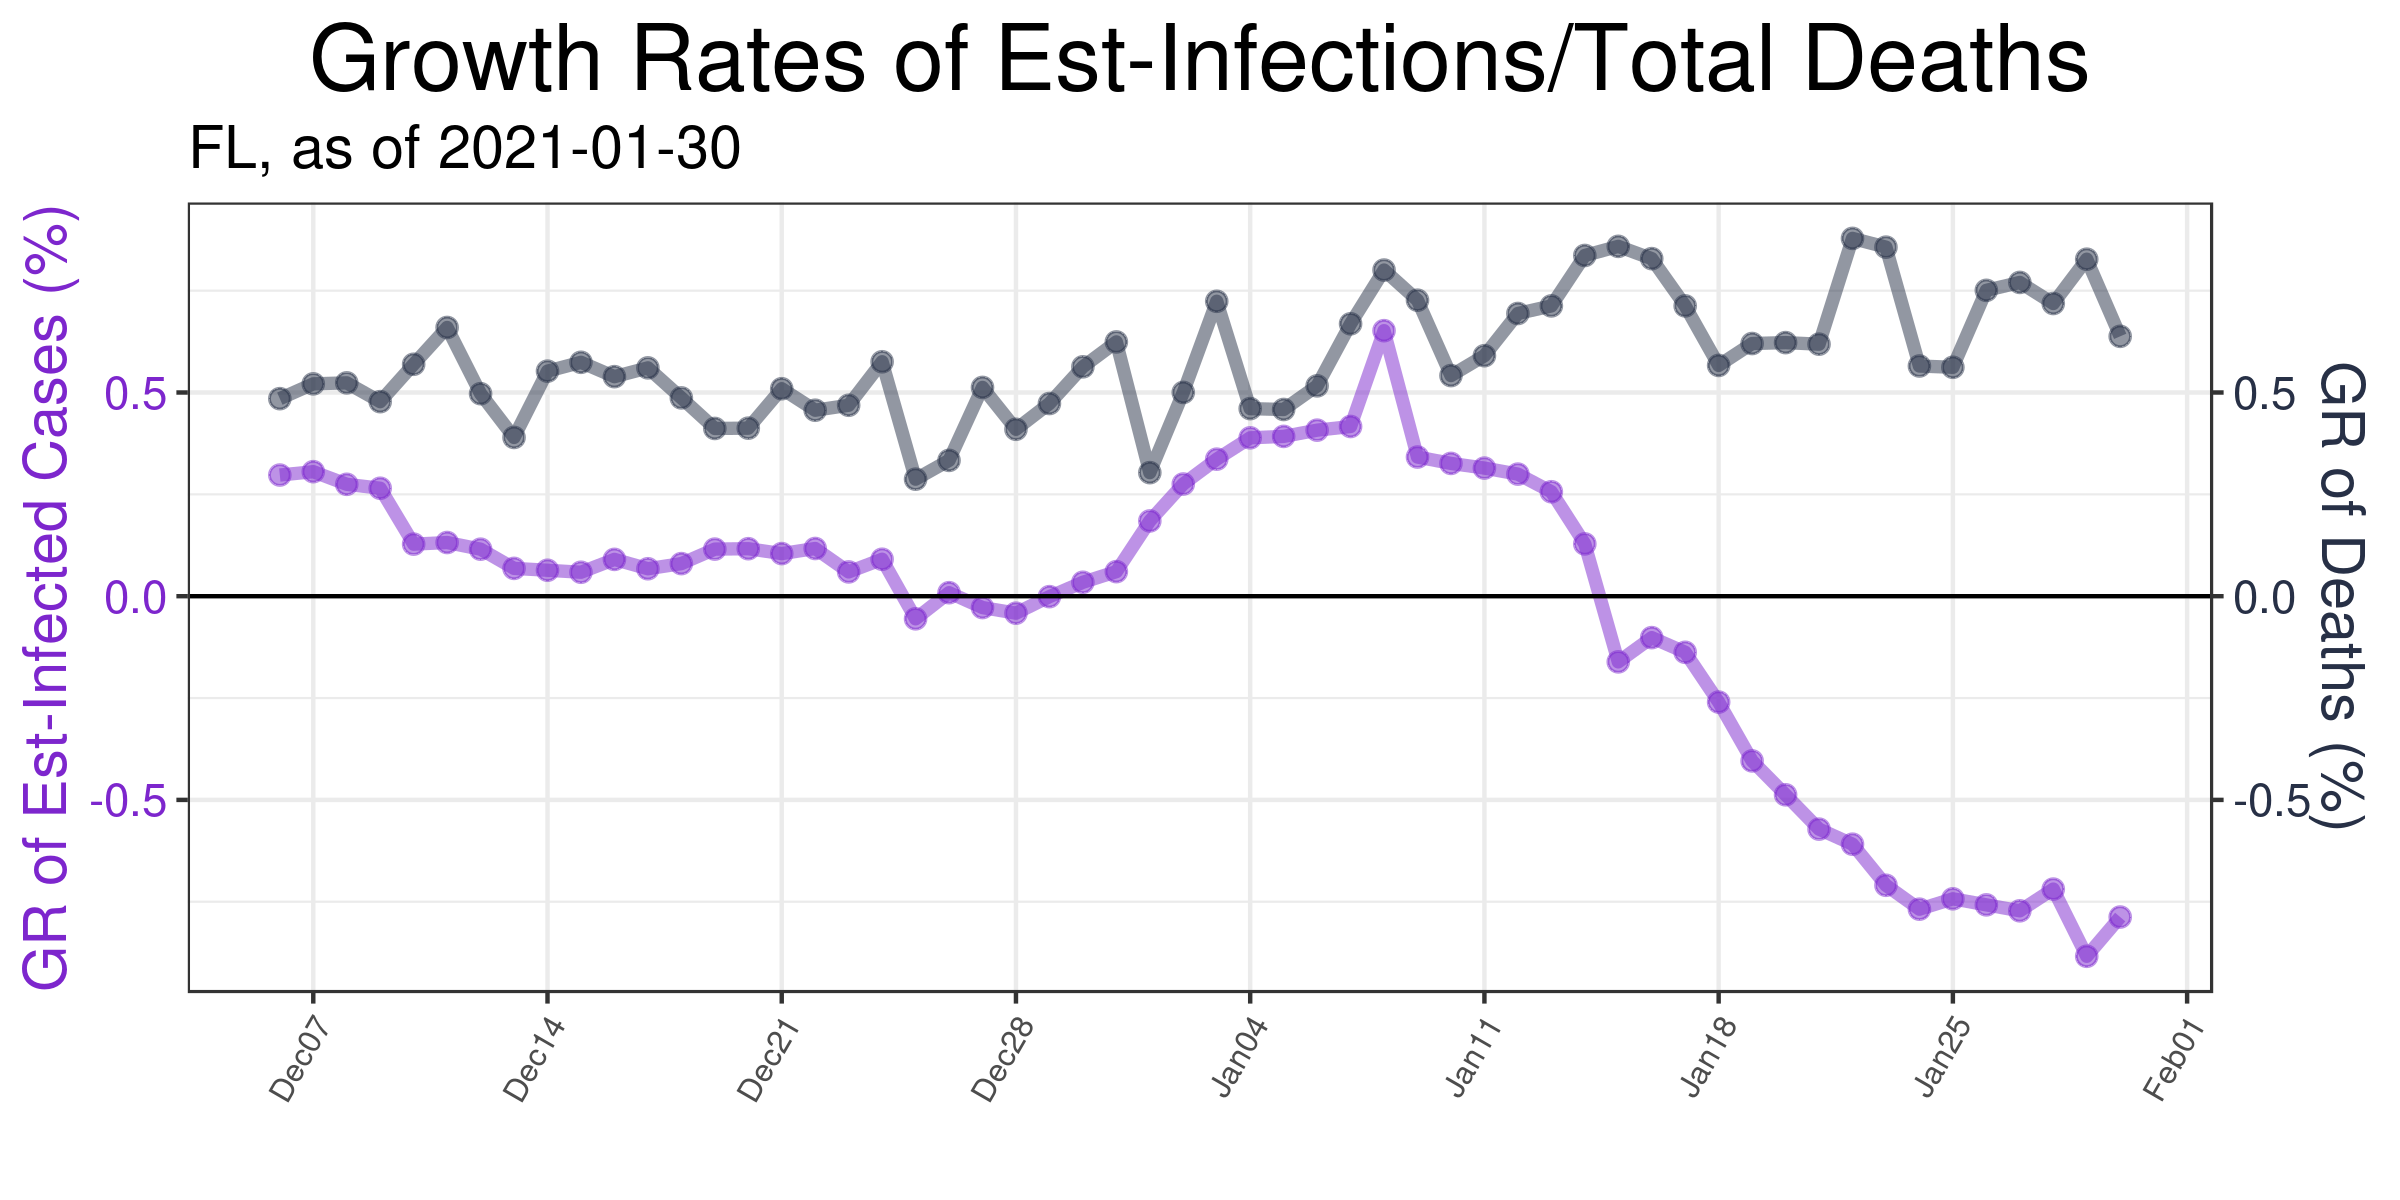 Growth Rates of Est-Infections/Total Deaths
FL, as of 2021-01-30
GR of Est-Infected Cases (%)
0.5
0.0
-0.5
0.5
0.0
-0.5
GR of Deaths (%)
Dec07
Dec14
Dec21
Dec28
Jan04
Jan11
Jan18
Jan25
Feb01